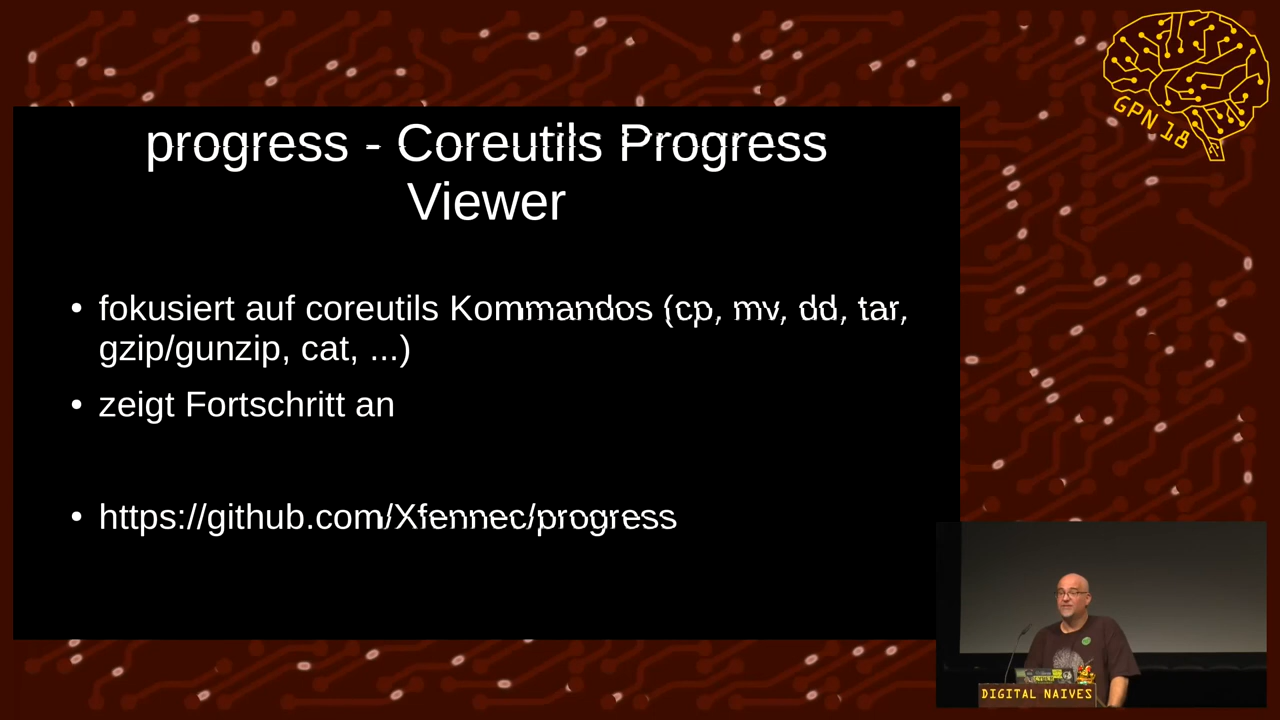 GPN 18
progress - Coreutils Progress
Viewer
• fokusiert auf coreutils Kommandos (cp, mv, dd, tar,
gzip/gunzip, cat, ...)
• zeigt Fortschritt an
• https://github.com/Xfennec/progress
DIGITAL NAIVES